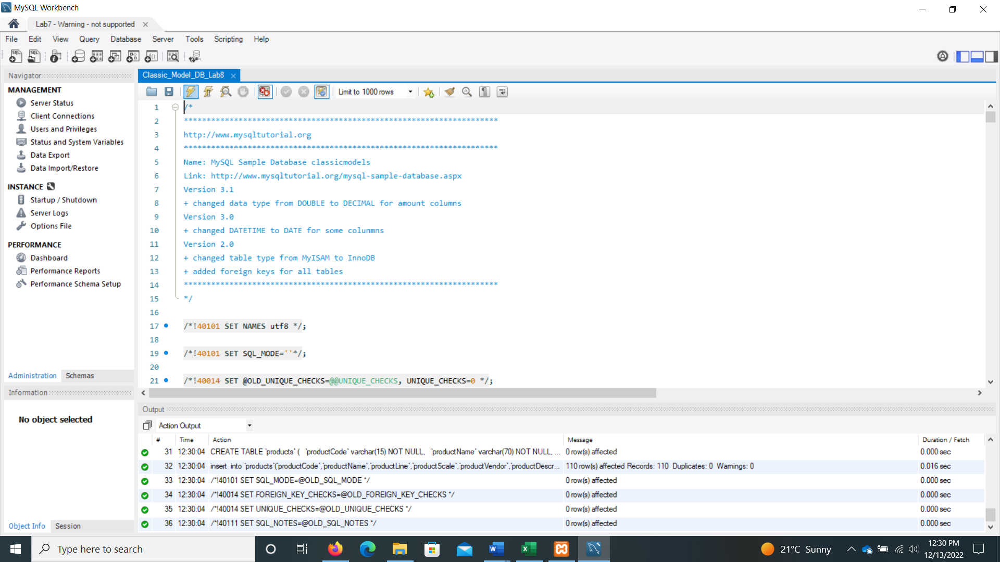 MySQL Workbench
Lab7 - Warning - not supported
File Edit View Query Database Server Tools Scripting Help
Navigator
MANAGEMENT
Server Status
Client Connections
Users and Privileges
Status and System Variables
Data Export
Data Import/Restore
INSTANCE
Startup / Shutdown
Server Logs
Options File
PERFORMANCE
Dashboard
Performance Reports
Performance Schema Setup
Administration Schemas
Information
No object selected
Object Info Session
Classic_Model_DB_Lab8
Limit to 1000 rows
1 /*
2 *********************************************************************
3 http://www.mysqltutorial.org
4 *********************************************************************
5 Name: MySQL Sample Database classicmodels
6 Link: http://www.mysqltutorial.org/mysql-sample-database.aspx
7 Version 3.1
8 + changed data type from DOUBLE to DECIMAL for amount columns
9 Version 3.0
10 + changed DATETIME to DATE for some colunmns
11 Version 2.0
12 + changed table type from MyISAM to InnoDB
13 + added foreign keys for all tables
14 *********************************************************************
15 */
16
17 /*!40101 SET NAMES utf8 */;
18
19 /*!40101 SET SQL_MODE=''*/;
20
21 /*!40014 SET @OLD_UNIQUE_CHECKS=@@UNIQUE_CHECKS, UNIQUE_CHECKS=0 */;
Output
Action Output
# Time Action Message Duration / Fetch
31 12:30:04 CREATE TABLE `products` ( `productCode` varchar(15) NOT NULL, `productName` varchar(70) NOT NULL, ... 0 row(s) affected 0.000 sec
32 12:30:04 insert into `products`(`productCode`,`productName`,`productLine`,`productScale`,`productVendor`,`productDescr... 110 row(s) affected Records: 110 Duplicates: 0 Warnings: 0 0.016 sec
33 12:30:04 /*!40101 SET SQL_MODE=@OLD_SQL_MODE */ 0 row(s) affected 0.000 sec
34 12:30:04 /*!40014 SET FOREIGN_KEY_CHECKS=@OLD_FOREIGN_KEY_CHECKS */ 0 row(s) affected 0.000 sec
35 12:30:04 /*!40014 SET UNIQUE_CHECKS=@OLD_UNIQUE_CHECKS */ 0 row(s) affected 0.000 sec
36 12:30:04 /*!40111 SET SQL_NOTES=@OLD_SQL_NOTES */ 0 row(s) affected 0.000 sec
Type here to search
21°C Sunny
12:30 PM
12/13/2022